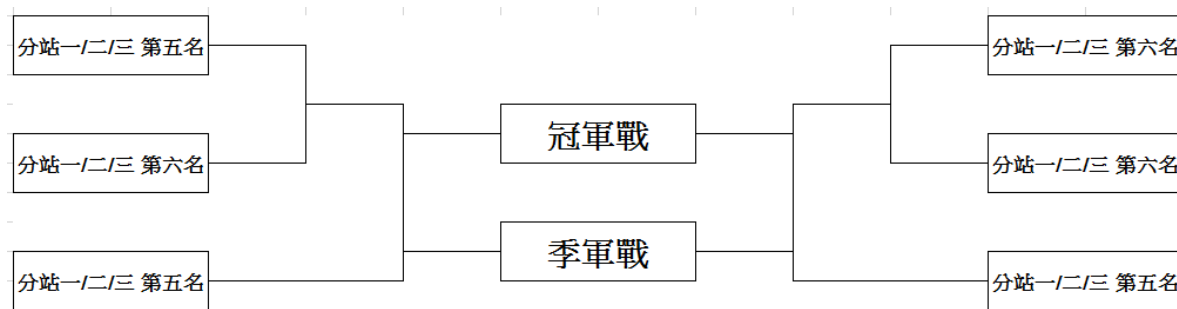 分站一/二/三 第五名
分站一/二/三 第六名
冠軍戰
分站一/二/三 第六名
分站一/二/三 第六名
季軍戰
分站一/二/三 第五名
分站一/二/三 第五名